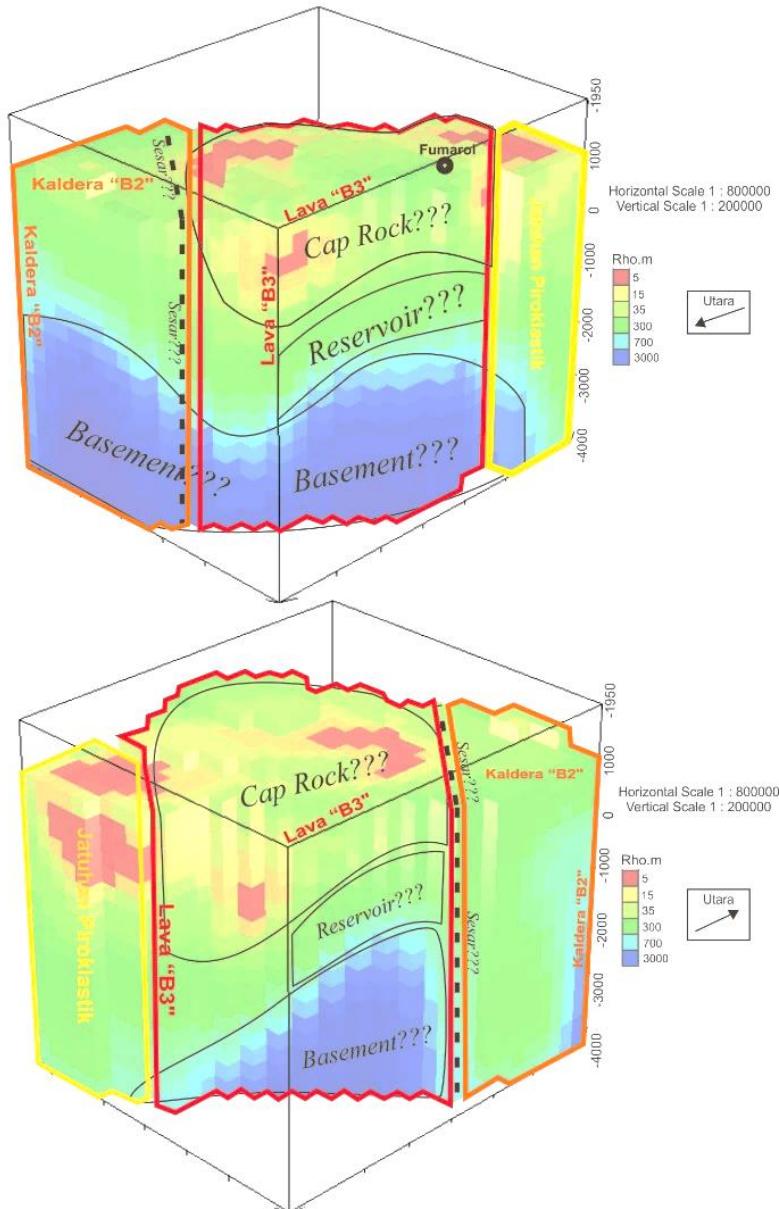 -1950
1000
0
-1000
-2000
-3000
-4000
Fumarol
Sesar???
Kaldera "B2"
Lava "B3"
Cap Rock???
Kaldera "B2"
Sesar???
Lava "B3"
Reservoir???
Jatuhan Piroklastik
Basement???
Basement???
Horizontal Scale 1 : 800000
Vertical Scale 1 : 200000
Rho.m
5
15
35
300
700
3000
Utara
-1950
1000
0
-1000
-2000
-3000
-4000
Sesar???
Kaldera "B2"
Cap Rock???
Lava "B3"
Jatuhan Piroklastik
Reservoir???
Lava "B3"
Sesar???
Kaldera "B2"
Basement???
Horizontal Scale 1 : 800000
Vertical Scale 1 : 200000
Rho.m
5
15
35
300
700
3000
Utara